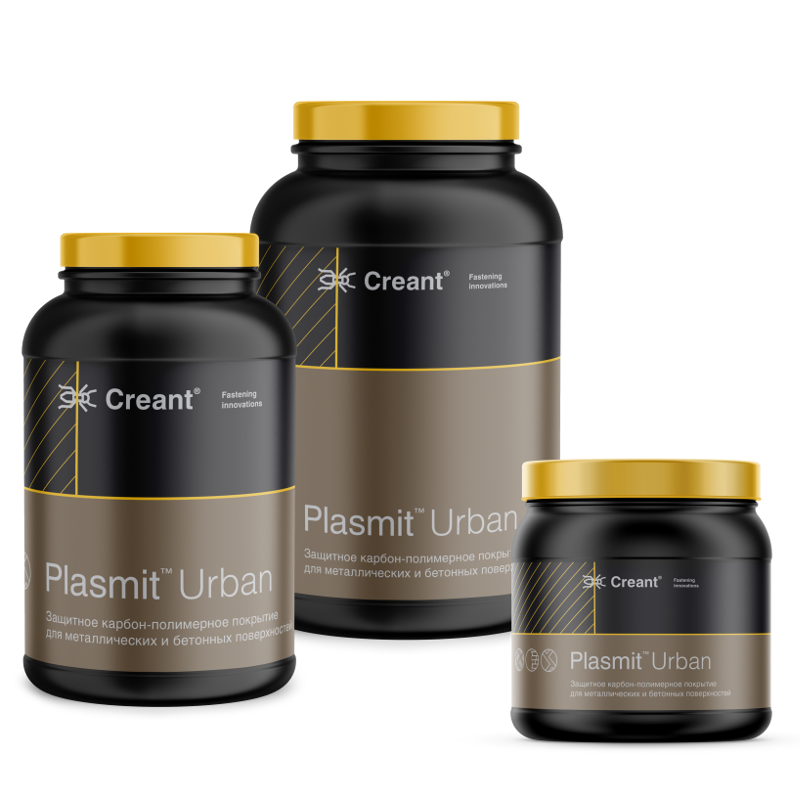 Creant®
Fastening
innovations
Plasmit™ Urban
Защитное карбон-полимерное покры
для металлических и бетонных повер
Creant®
Fastening
innovations
Plasmit™ Urban
Защитное карбон-полимерное покрытие
для металлических и бетонных поверхностей
Creant®
Fastening
innovations
Plasmit™ Urban
Защитное карбон-полимерное покрытие
для металлических и бетонных поверхностей